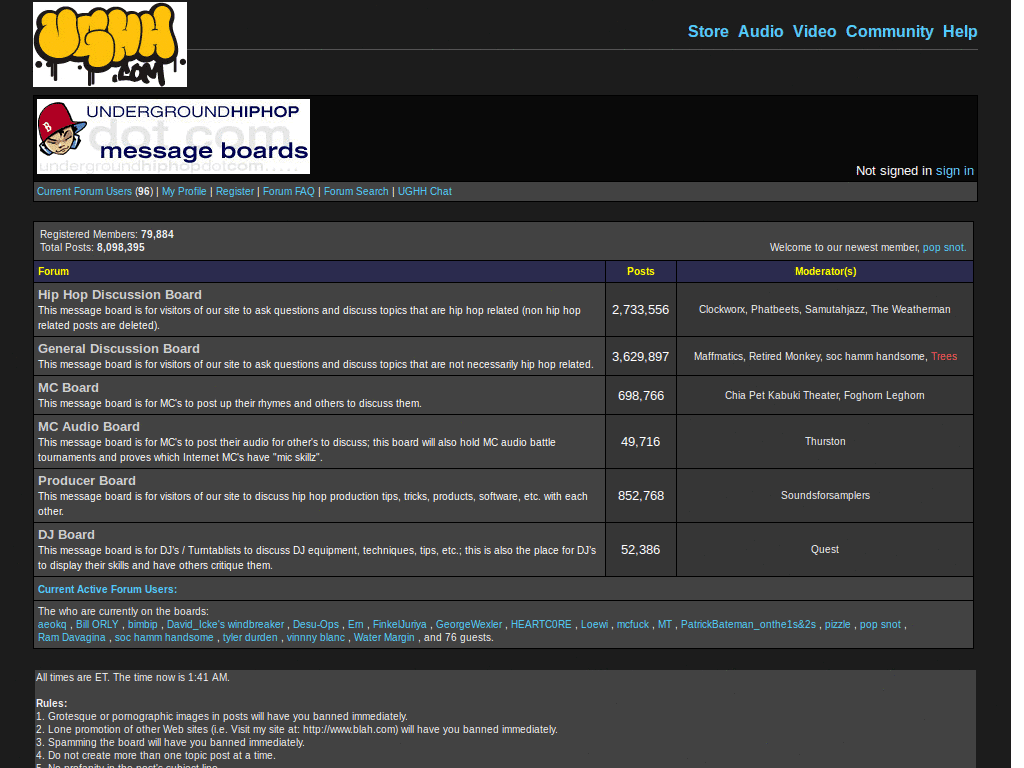 UGHH
.COM
Store Audio Video Community Help
B
UNDERGROUNDHIPHOP
dot com
message boards
undergroundhiphopdotcom.....
Not signed in sign in
Current Forum Users (96) | My Profile | Register | Forum FAQ | Forum Search | UGHH Chat
Registered Members: 79,884
Total Posts: 8,098,395
Welcome to our newest member, pop snot.
Forum Posts Moderator(s)
Hip Hop Discussion Board
This message board is for visitors of our site to ask questions and discuss topics that are hip hop related (non hip hop
related posts are deleted).
2,733,556
Clockworx, Phatbeets, Samutahjazz, The Weatherman
General Discussion Board
This message board is for visitors of our site to ask questions and discuss topics that are not necessarily hip hop related.
3,629,897
Maffmatics, Retired Monkey, soc hamm handsome, Trees
MC Board
This message board is for MC's to post up their rhymes and others to discuss them.
698,766
Chia Pet Kabuki Theater, Foghorn Leghorn
MC Audio Board
This message board is for MC's to post their audio for other's to discuss; this board will also hold MC audio battle
tournaments and proves which Internet MC's have "mic skillz".
49,716
Thurston
Producer Board
This message board is for visitors of our site to discuss hip hop production tips, tricks, products, software, etc. with each
other.
852,768
Soundsforsamplers
DJ Board
This message board is for DJ's / Turntablists to discuss DJ equipment, techniques, tips, etc.; this is also the place for DJ's
to display their skills and have others critique them.
52,386
Quest
Current Active Forum Users:
The who are currently on the boards:
aeokq , Bill ORLY , bimbip , David_Icke's windbreaker , Desu-Ops , Ern , FinkelJuriya , GeorgeWexler , HEARTC0RE , Loewi , mcfuck , MT , PatrickBateman_onthe1s&2s , pizzle , pop snot ,
Ram Davagina , soc hamm handsome , tyler durden , vinnny blanc , Water Margin , and 76 guests.
All times are ET. The time now is 1:41 AM.
Rules:
1. Grotesque or pornographic images in posts will have you banned immediately.
2. Lone promotion of other Web sites (i.e. Visit my site at: http://www.blah.com) will have you banned immediately.
3. Spamming the board will have you banned immediately.
4. Do not create more than one topic post at a time.
5. No profanity in the post's subject line.